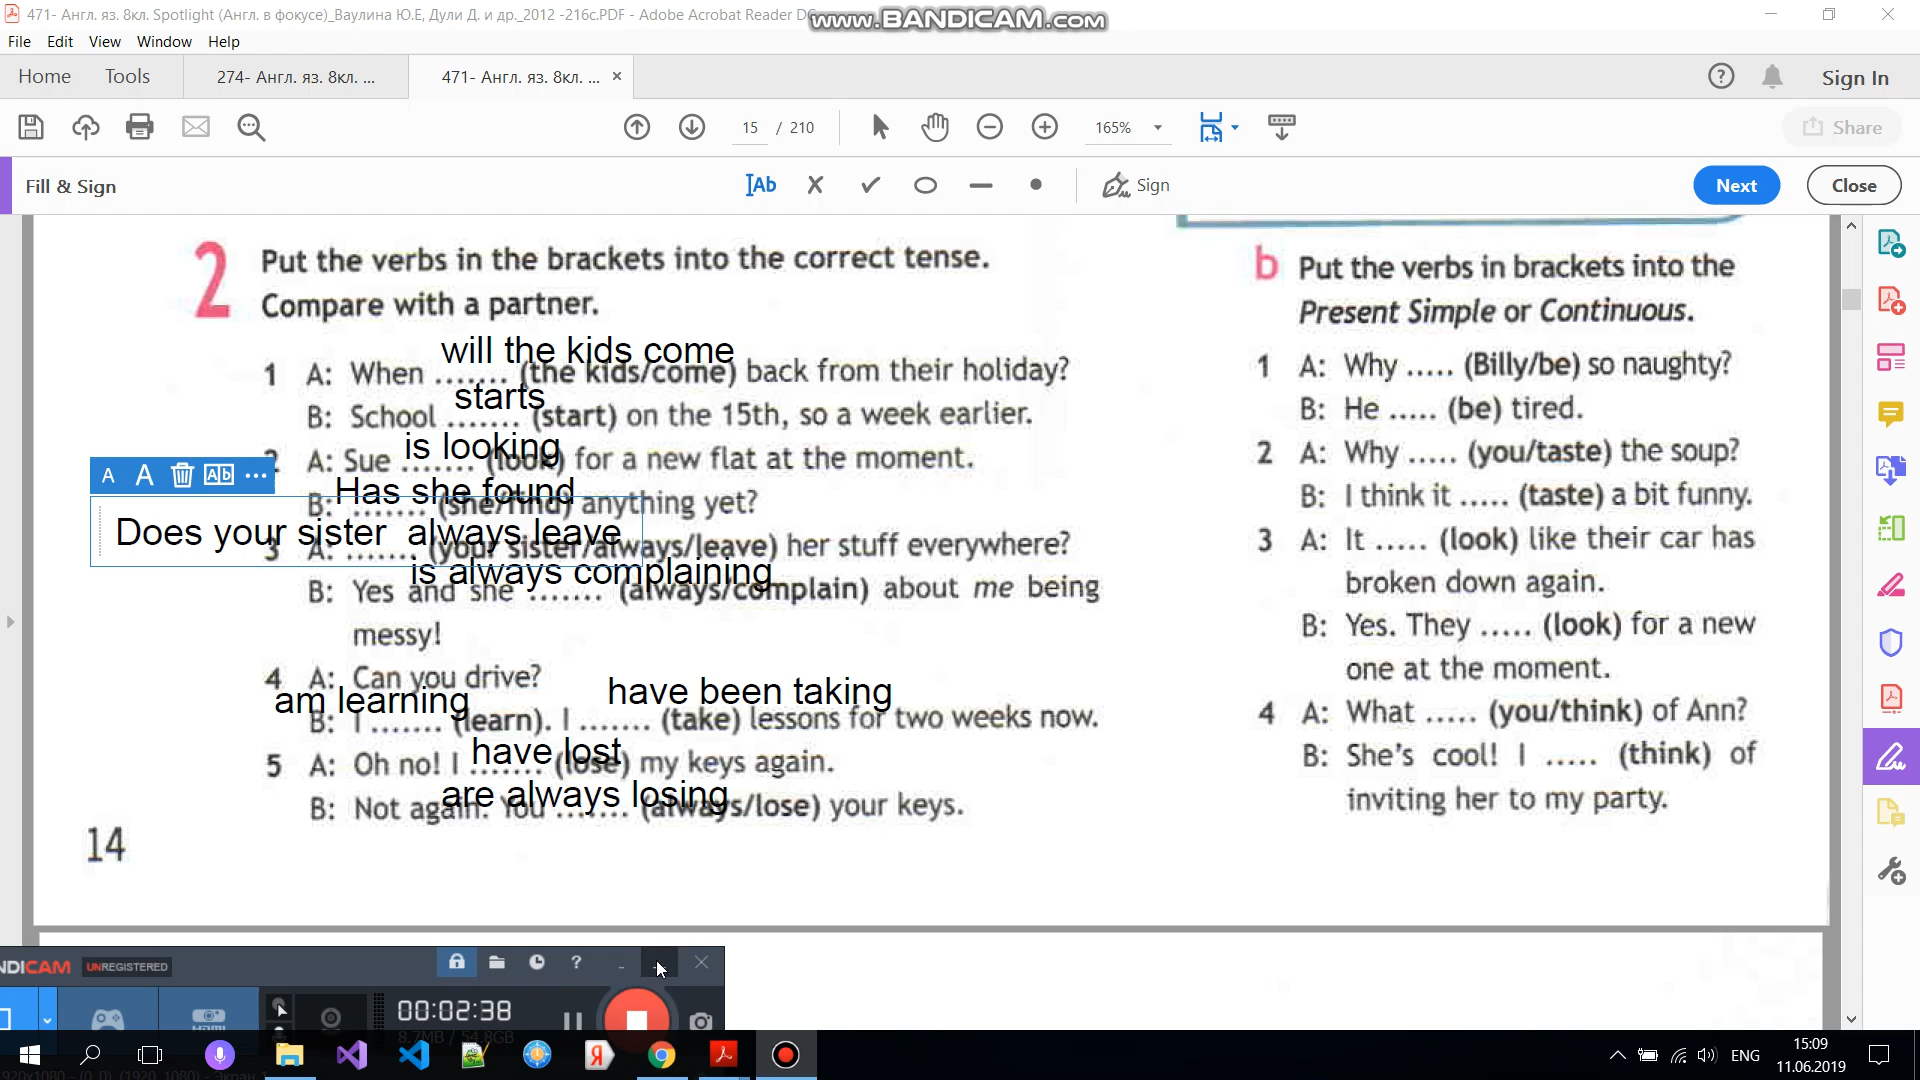 471- Англ. яз. 8кл. Spotlight (Англ. в фокусе)_Ваулина Ю.Е, Дули Д. и др._2012 -216с.PDF - Adobe Acrobat Reader DC
www.BANDICAM.com
File Edit View Window Help
Home Tools 274- Англ. яз. 8кл. ... 471- Англ. яз. 8кл. ... × Sign In
15 / 210 165% Share
Fill & Sign Ab Sign Next Close
2 Put the verbs in the brackets into the correct tense.
Compare with a partner.
will the kids come
1 A: When ....... (the kids/come) back from their holiday?
starts
B: School ....... (start) on the 15th, so a week earlier.
is looking
2 A: Sue ....... (look) for a new flat at the moment.
A A Ab ...
Has she found
B: ....... (she/find) anything yet?
Does your sister always leave
3 A: ....... (your sister/always/leave) her stuff everywhere?
is always complaining
B: Yes and she ....... (always/complain) about me being
messy!
4 A: Can you drive?
am learning have been taking
B: I ....... (learn). I ....... (take) lessons for two weeks now.
have lost
5 A: Oh no! I ....... (lose) my keys again.
are always losing
B: Not again. You ....... (always/lose) your keys.
14
b Put the verbs in brackets into the
Present Simple or Continuous.
1 A: Why ..... (Billy/be) so naughty?
B: He ..... (be) tired.
2 A: Why ..... (you/taste) the soup?
B: I think it ..... (taste) a bit funny.
3 A: It ..... (look) like their car has
broken down again.
B: Yes. They ..... (look) for a new
one at the moment.
4 A: What ..... (you/think) of Ann?
B: She's cool! I ..... (think) of
inviting her to my party.
NDICAM UNREGISTERED ?
00:02:38
8.7MB / 54.8GB
HDMI
ENG 15:09
11.06.2019